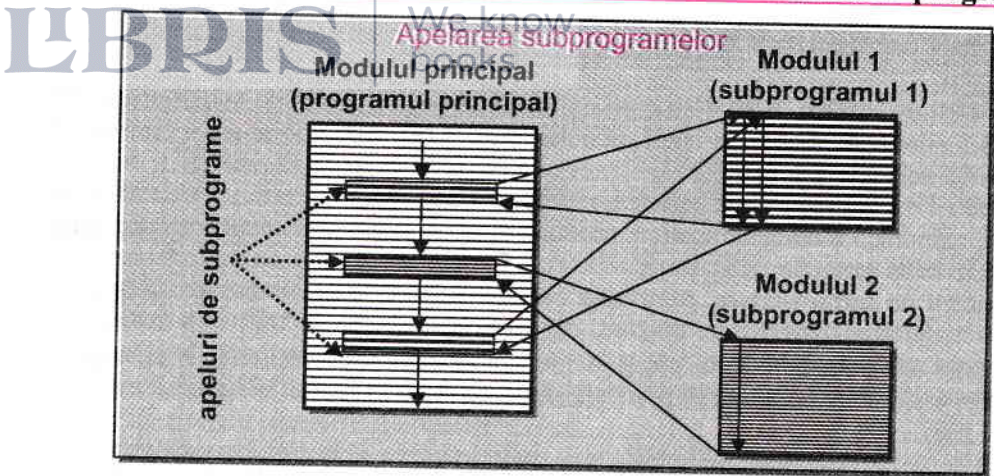 LIBRIS We know
books
Apelarea subprogramelor
Modulul principal
(programul principal)
Modulul 1
(subprogramul 1)
apeluri de subprograme
Modulul 2
(subprogramul 2)